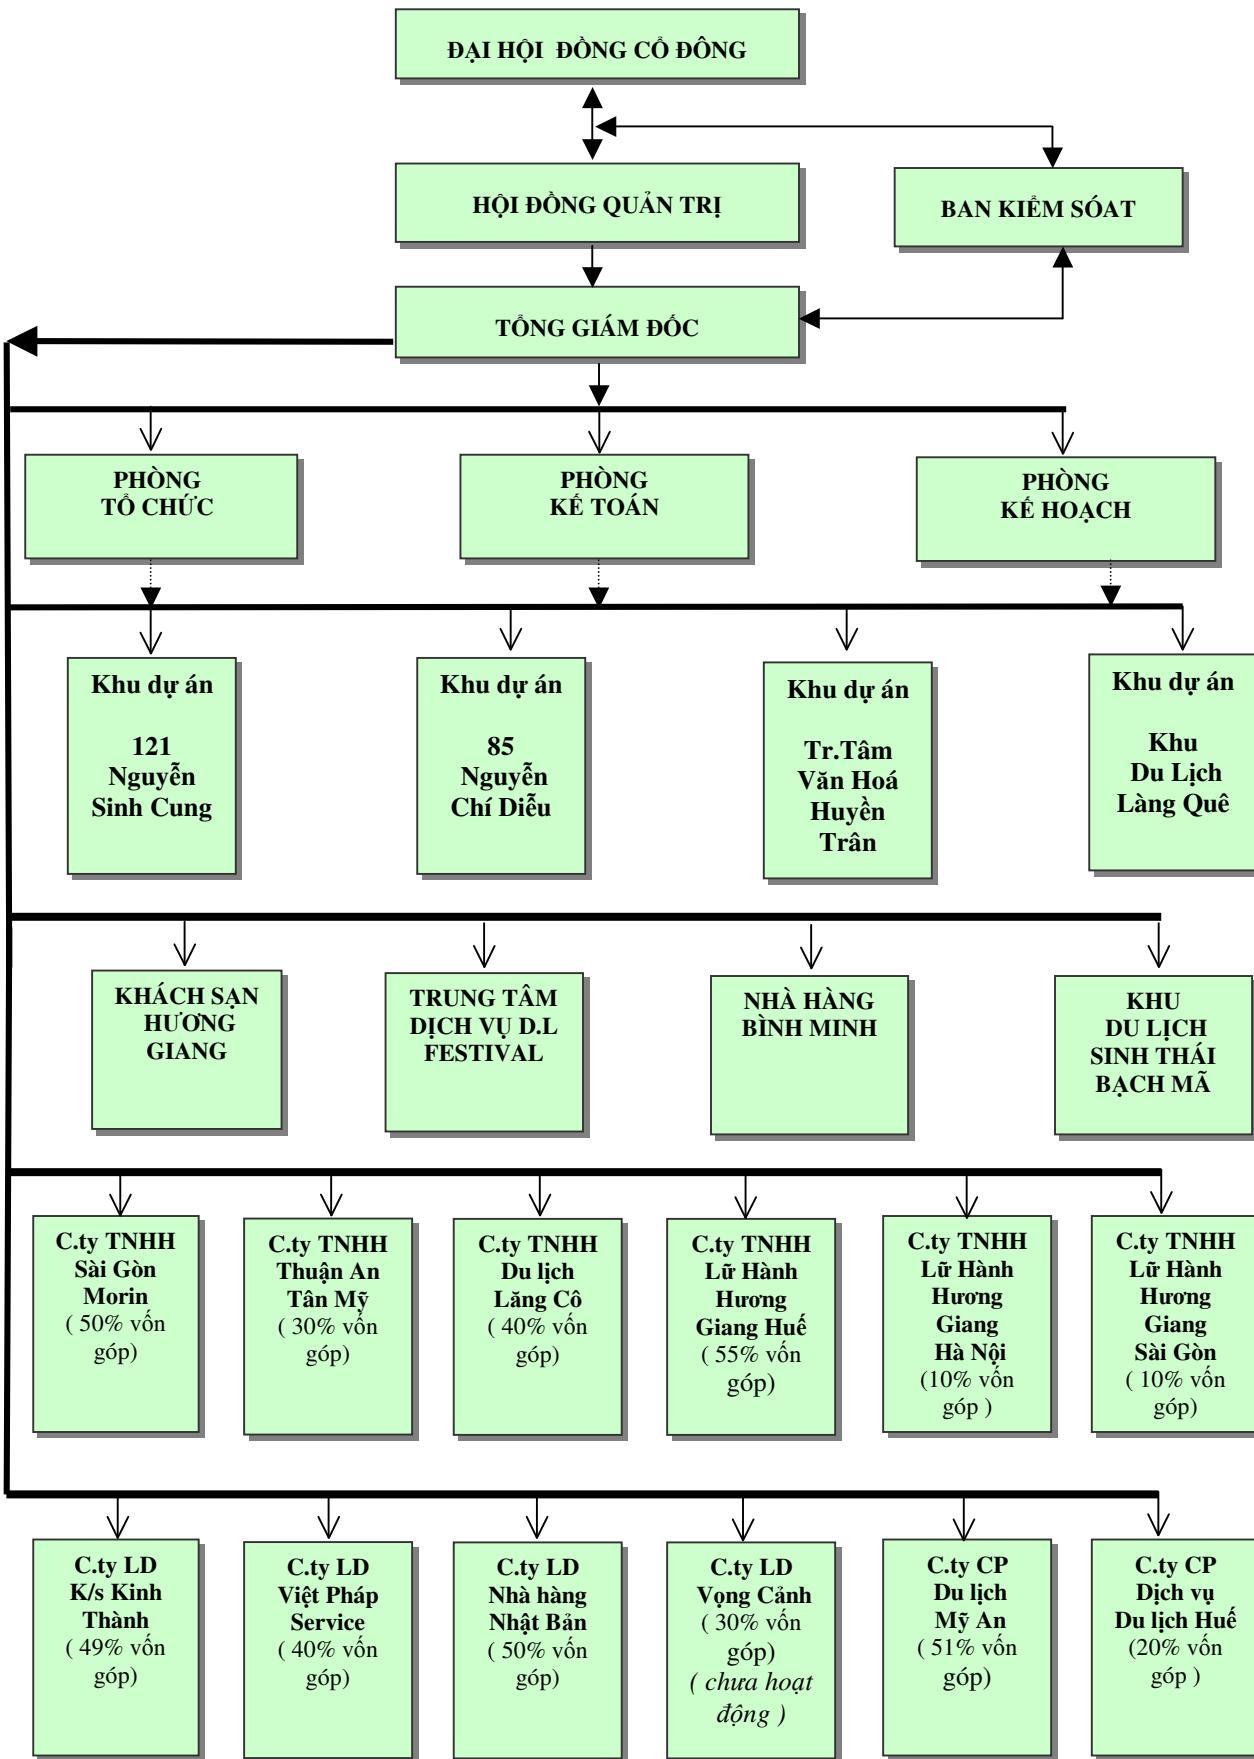 ĐẠI HỘI ĐỒNG CỔ ĐÔNG
HỘI ĐỒNG QUẢN TRỊ
BAN KIỂM SÓAT
TỔNG GIÁM ĐỐC
PHÒNG
TỔ CHỨC
PHÒNG
KẾ TOÁN
PHÒNG
KẾ HOẠCH
Khu dự án
121
Nguyễn
Sinh Cung
Khu dự án
85
Nguyễn
Chí Diễu
Khu dự án
Tr.Tâm
Văn Hoá
Huyền
Trân
Khu dự án
Khu
Du Lịch
Làng Quê
KHÁCH SẠN
HƯƠNG
GIANG
TRUNG TÂM
DỊCH VỤ D.L
FESTIVAL
NHÀ HÀNG
BÌNH MINH
KHU
DU LỊCH
SINH THÁI
BẠCH MÃ
C.ty TNHH
Sài Gòn
Morin
( 50% vốn
góp)
C.ty TNHH
Thuận An
Tân Mỹ
( 30% vốn
góp)
C.ty TNHH
Du lịch
Lăng Cô
( 40% vốn
góp)
C.ty TNHH
Lữ Hành
Hương
Giang Huế
( 55% vốn
góp)
C.ty TNHH
Lữ Hành
Hương
Giang
Hà Nội
(10% vốn
góp )
C.ty TNHH
Lữ Hành
Hương
Giang
Sài Gòn
( 10% vốn
góp)
C.ty LD
K/s Kinh
Thành
( 49% vốn
góp)
C.ty LD
Việt Pháp
Service
( 40% vốn
góp)
C.ty LD
Nhà hàng
Nhật Bản
( 50% vốn
góp)
C.ty LD
Vọng Cảnh
( 30% vốn
góp)
( chưa hoạt
động )
C.ty CP
Du lịch
Mỹ An
( 51% vốn
góp)
C.ty CP
Dịch vụ
Du lịch Huế
(20% vốn
góp )